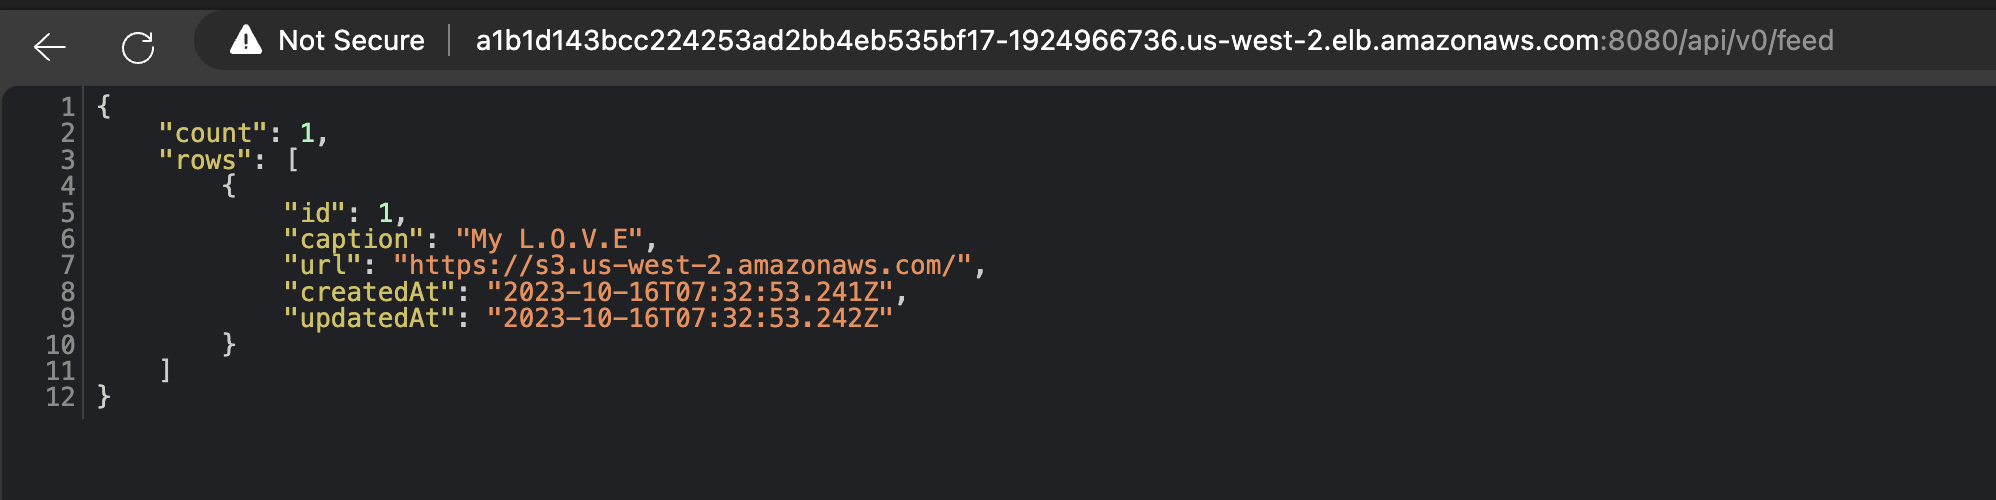 Not Secure a1b1d143bcc224253ad2bb4eb535bf17-1924966736.us-west-2.elb.amazonaws.com:8080/api/v0/feed
1 {
2     "count": 1,
3     "rows": [
4         {
5             "id": 1,
6             "caption": "My L.O.V.E",
7             "url": "https://s3.us-west-2.amazonaws.com/",
8             "createdAt": "2023-10-16T07:32:53.241Z",
9             "updatedAt": "2023-10-16T07:32:53.242Z"
10         }
11     ]
12 }